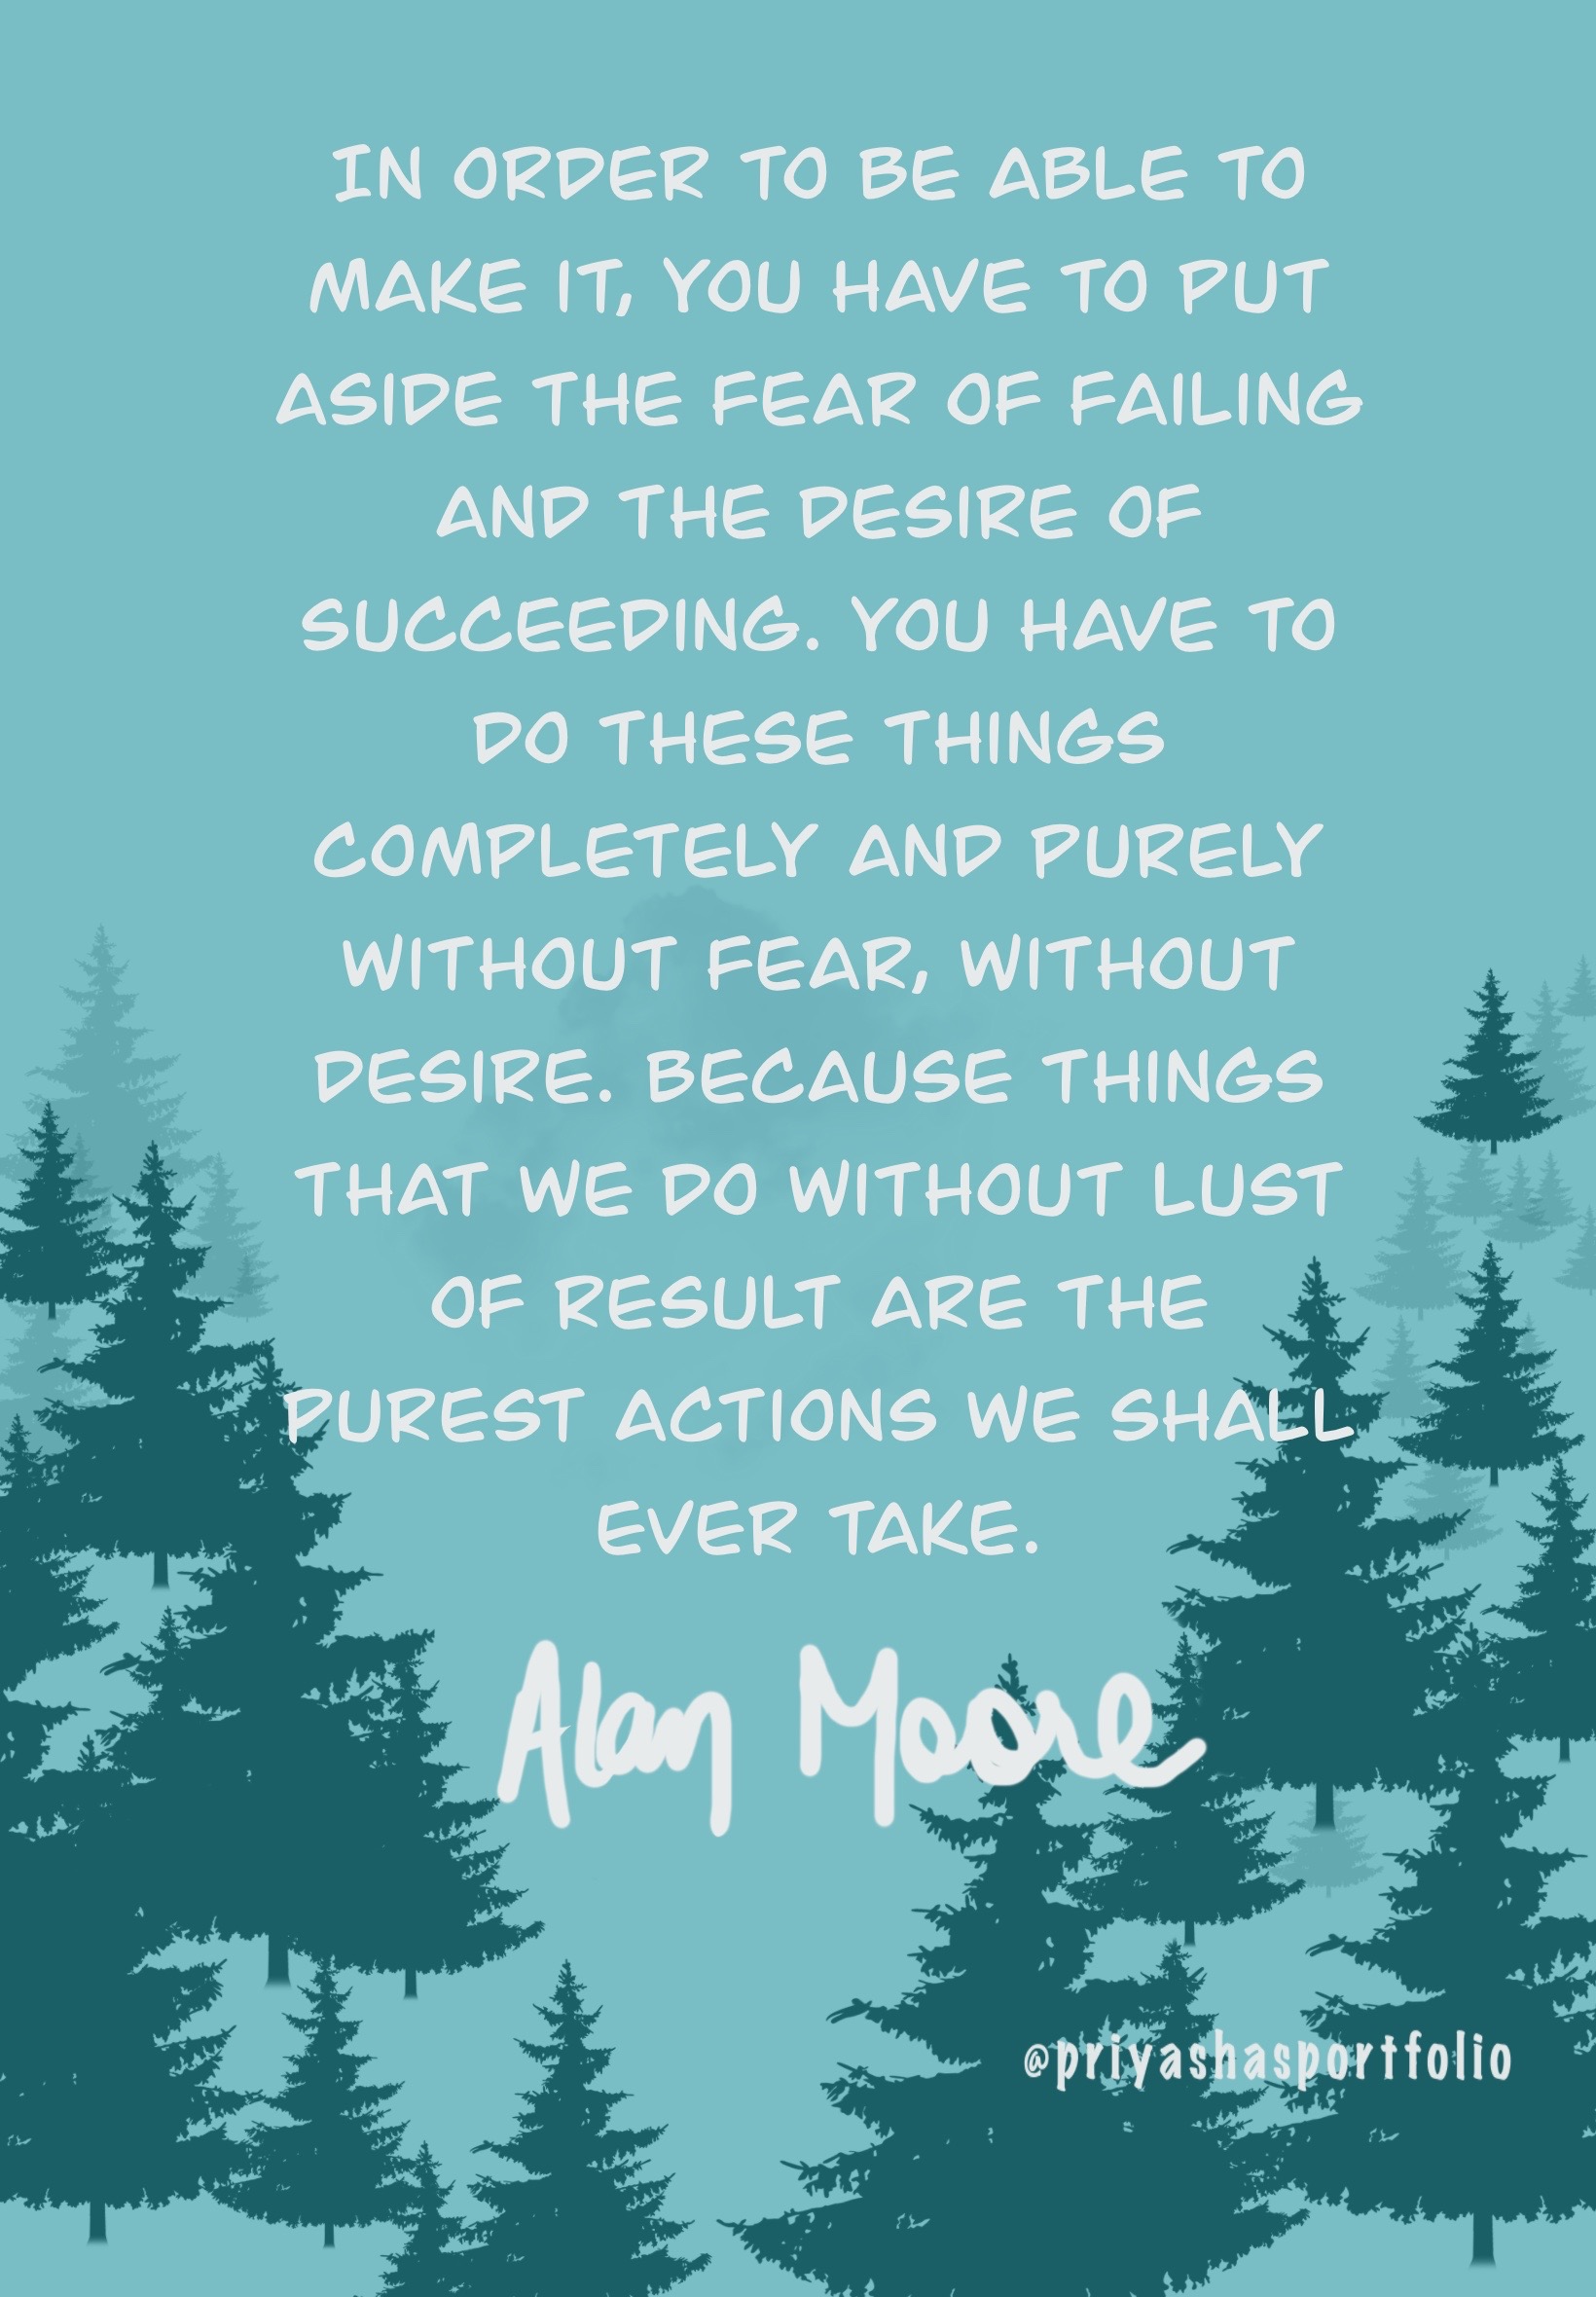 IN ORDER TO BE ABLE TO
MAKE IT, YOU HAVE TO PUT
ASIDE THE FEAR OF FAILING
AND THE DESIRE OF
SUCCEEDING. YOU HAVE TO
DO THESE THINGS
COMPLETELY AND PURELY
WITHOUT FEAR, WITHOUT
DESIRE. BECAUSE THINGS
THAT WE DO WITHOUT LUST
OF RESULT ARE THE
PUREST ACTIONS WE SHALL
EVER TAKE.
Alan Moore
@priyashasportfolio